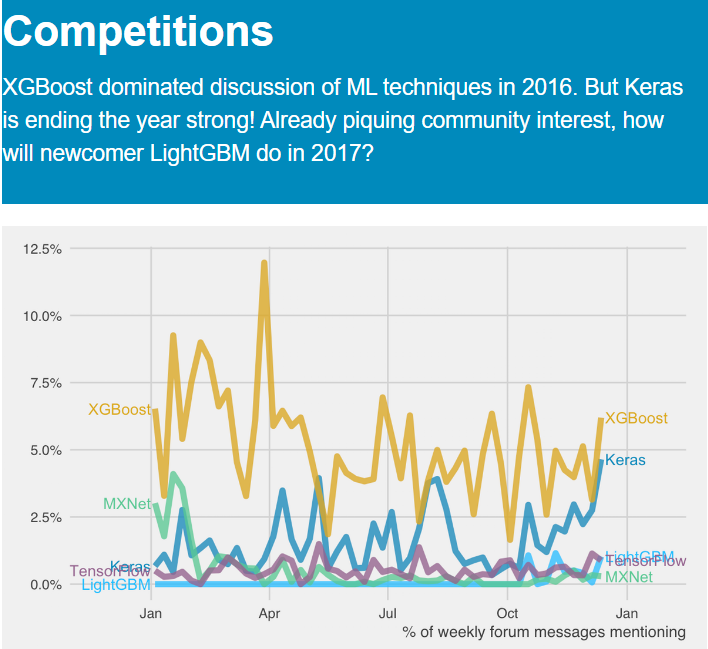 Competitions
XGBoost dominated discussion of ML techniques in 2016. But Keras
is ending the year strong! Already piquing community interest, how
will newcomer LightGBM do in 2017?
12.5%
10.0%
7.5%
XGBoost
XGBoost
5.0%
Keras
MXNet
2.5%
Keras
LightGBM
TensorFlow
TensorFlow
MXNet
0.0%
LightGBM
Jan Apr Jul Oct Jan
% of weekly forum messages mentioning